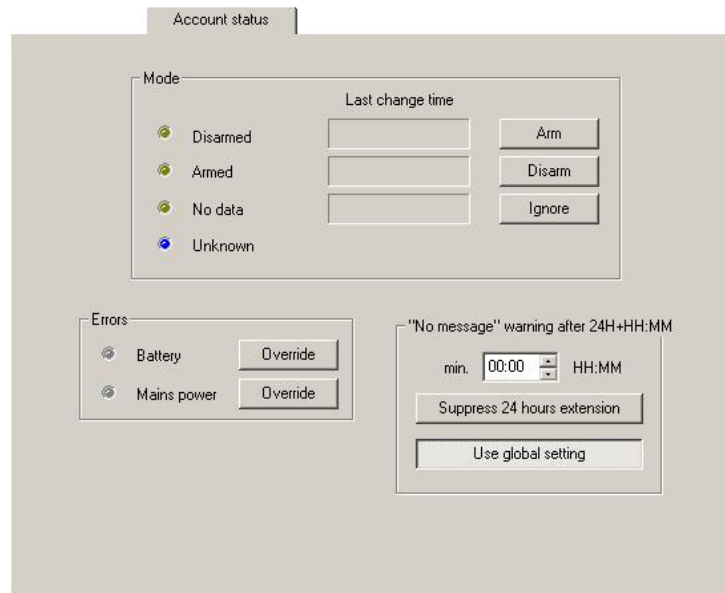 Account status
Mode
Last change time
Disarmed Arm
Armed Disarm
No data Ignore
Unknown
Errors
Battery Override
Mains power Override
"No message" warning after 24H+HH:MM
min. 00:00 HH:MM
Suppress 24 hours extension
Use global setting